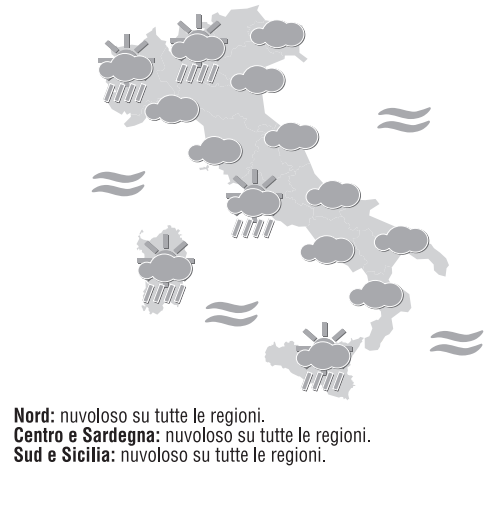 Nord: nuvoloso su tutte le regioni.
Centro e Sardegna: nuvoloso su tutte le regioni.
Sud e Sicilia: nuvoloso su tutte le regioni.